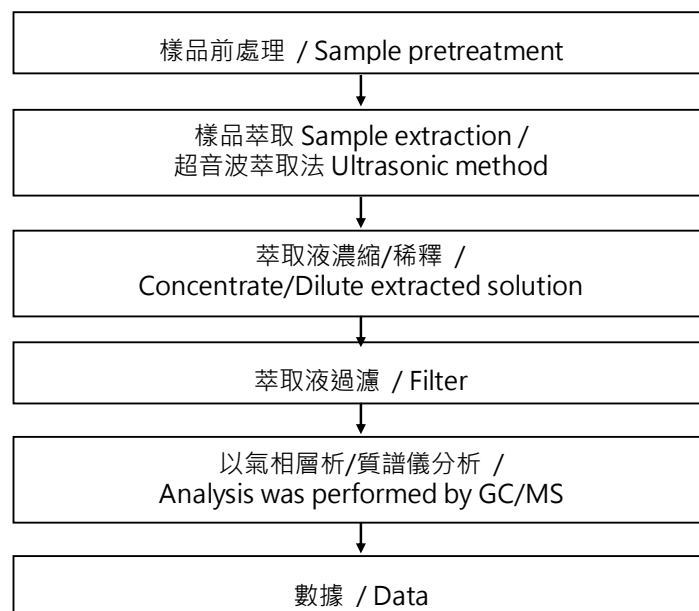 樣品前處理 / Sample pretreatment
樣品萃取 Sample extraction /
超音波萃取法 Ultrasonic method
萃取液濃縮/稀釋 /
Concentrate/Dilute extracted solution
萃取液過濾 / Filter
以氣相層析/質譜儀分析 /
Analysis was performed by GC/MS
數據 / Data